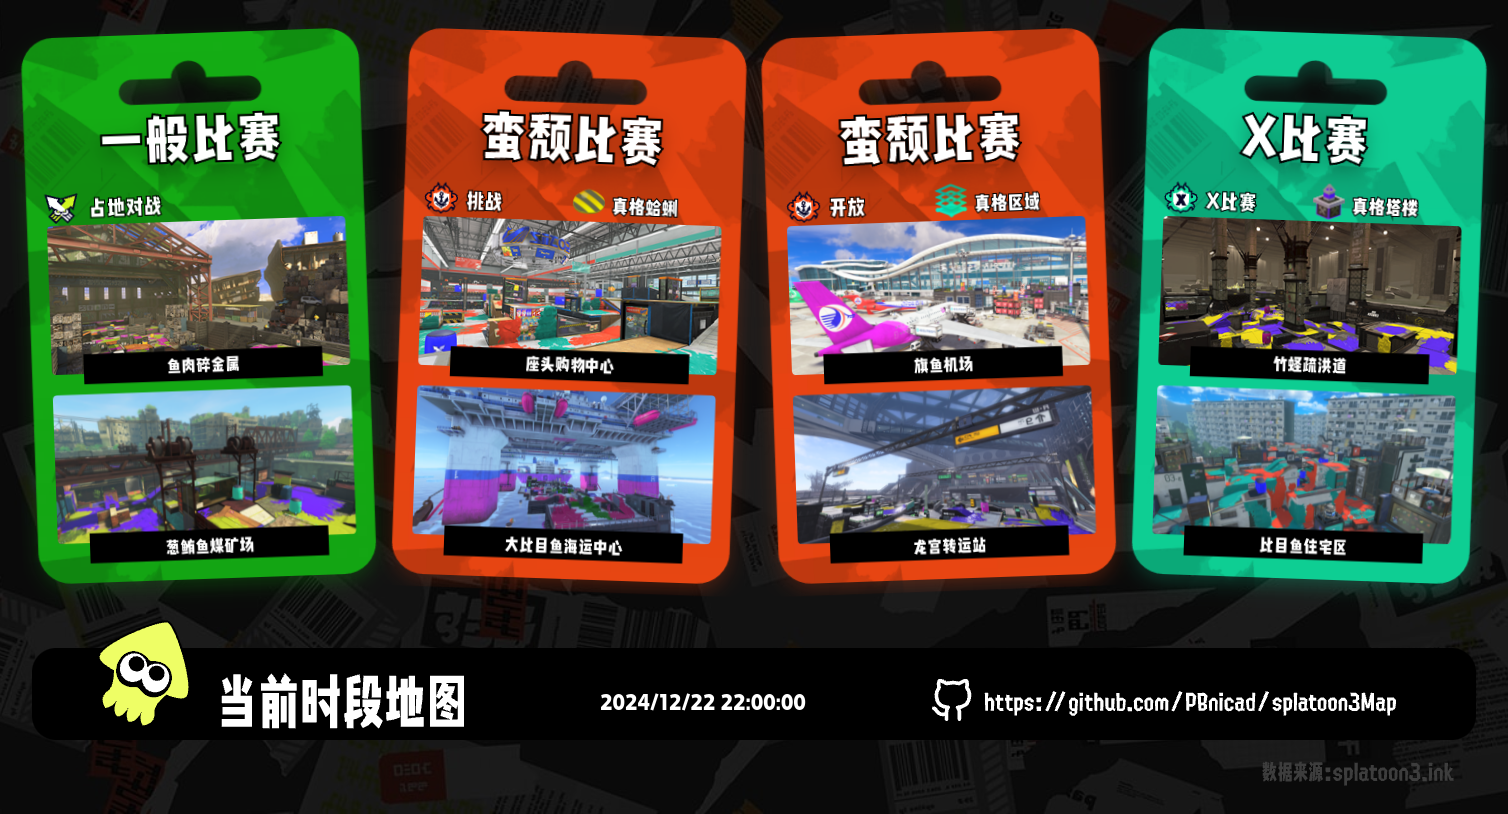 一般比赛
占地对战
鱼肉碎金属
葱鲔鱼煤矿场
蛮颓比赛
挑战
真格蛤蜊
座头购物中心
大比目鱼海运中心
蛮颓比赛
开放
真格区域
旗鱼机场
龙宫转运站
X比赛
X比赛
真格塔楼
竹蛏疏洪道
比目鱼住宅区
当前时段地图
2024/12/22 22:00:00
https://github.com/PBnicad/splatoon3Map
数据来源:splatoon3.ink